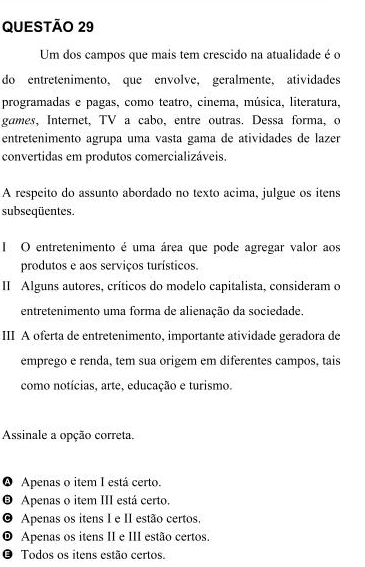 QUESTÃO 29
Um dos campos que mais tem crescido na atualidade é o
do entretenimento, que envolve, geralmente, atividades
programadas e pagas, como teatro, cinema, música, literatura,
games, Internet, TV a cabo, entre outras. Dessa forma, o
entretenimento agrupa uma vasta gama de atividades de lazer
convertidas em produtos comercializáveis.
A respeito do assunto abordado no texto acima, julgue os itens
subseqüentes.
I O entretenimento é uma área que pode agregar valor aos
produtos e aos serviços turísticos.
II Alguns autores, críticos do modelo capitalista, consideram o
entretenimento uma forma de alienação da sociedade.
III A oferta de entretenimento, importante atividade geradora de
emprego e renda, tem sua origem em diferentes campos, tais
como notícias, arte, educação e turismo.
Assinale a opção correta.
A Apenas o item I está certo.
B Apenas o item III está certo.
C Apenas os itens I e II estão certos.
D Apenas os itens II e III estão certos.
E Todos os itens estão certos.